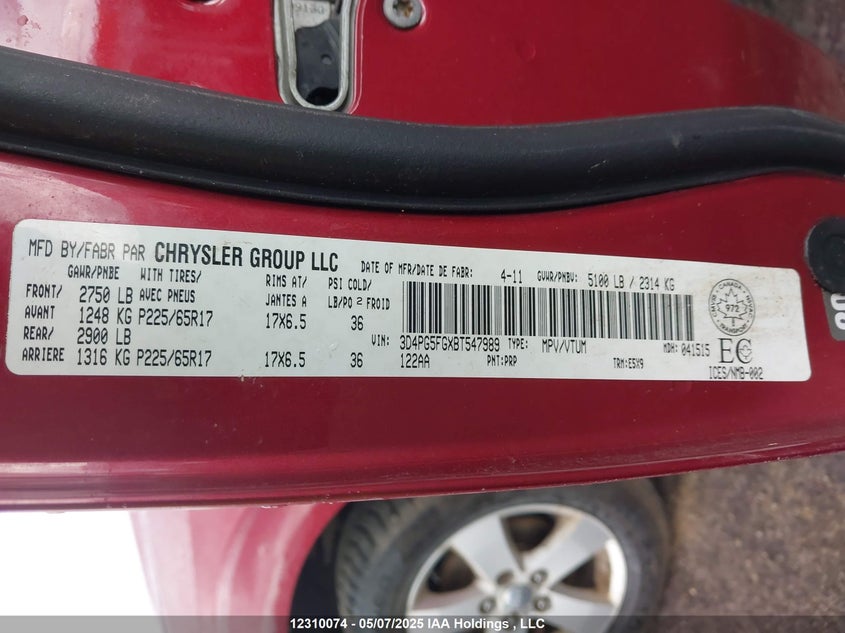 MFD BY/FABR PAR CHRYSLER GROUP LLC DATE OF MFR/DATE DE FABR: 4-11 GVWR/PNBV: 5100 LB / 2314 KG
GAWR/PNBE WITH TIRES/ RIMS AT/ PSI COLD/
FRONT/ 2750 LB AVEC PNEUS JANTES A LB/PO 2 FROID
AVANT 1248 KG P225/65R17 17X6.5 36
REAR/ 2900 LB
ARRIERE 1316 KG P225/65R17 17X6.5 36
VIN: 3D4PG5FGXBT547989 TYPE: MPV/VTUM MDH: 041515
122AA PNT:PRP TRM:E5X9
CANADA
972
TRANSPORT
EC
ICES/NMB-002
12310074 - 05/07/2025 IAA Holdings , LLC